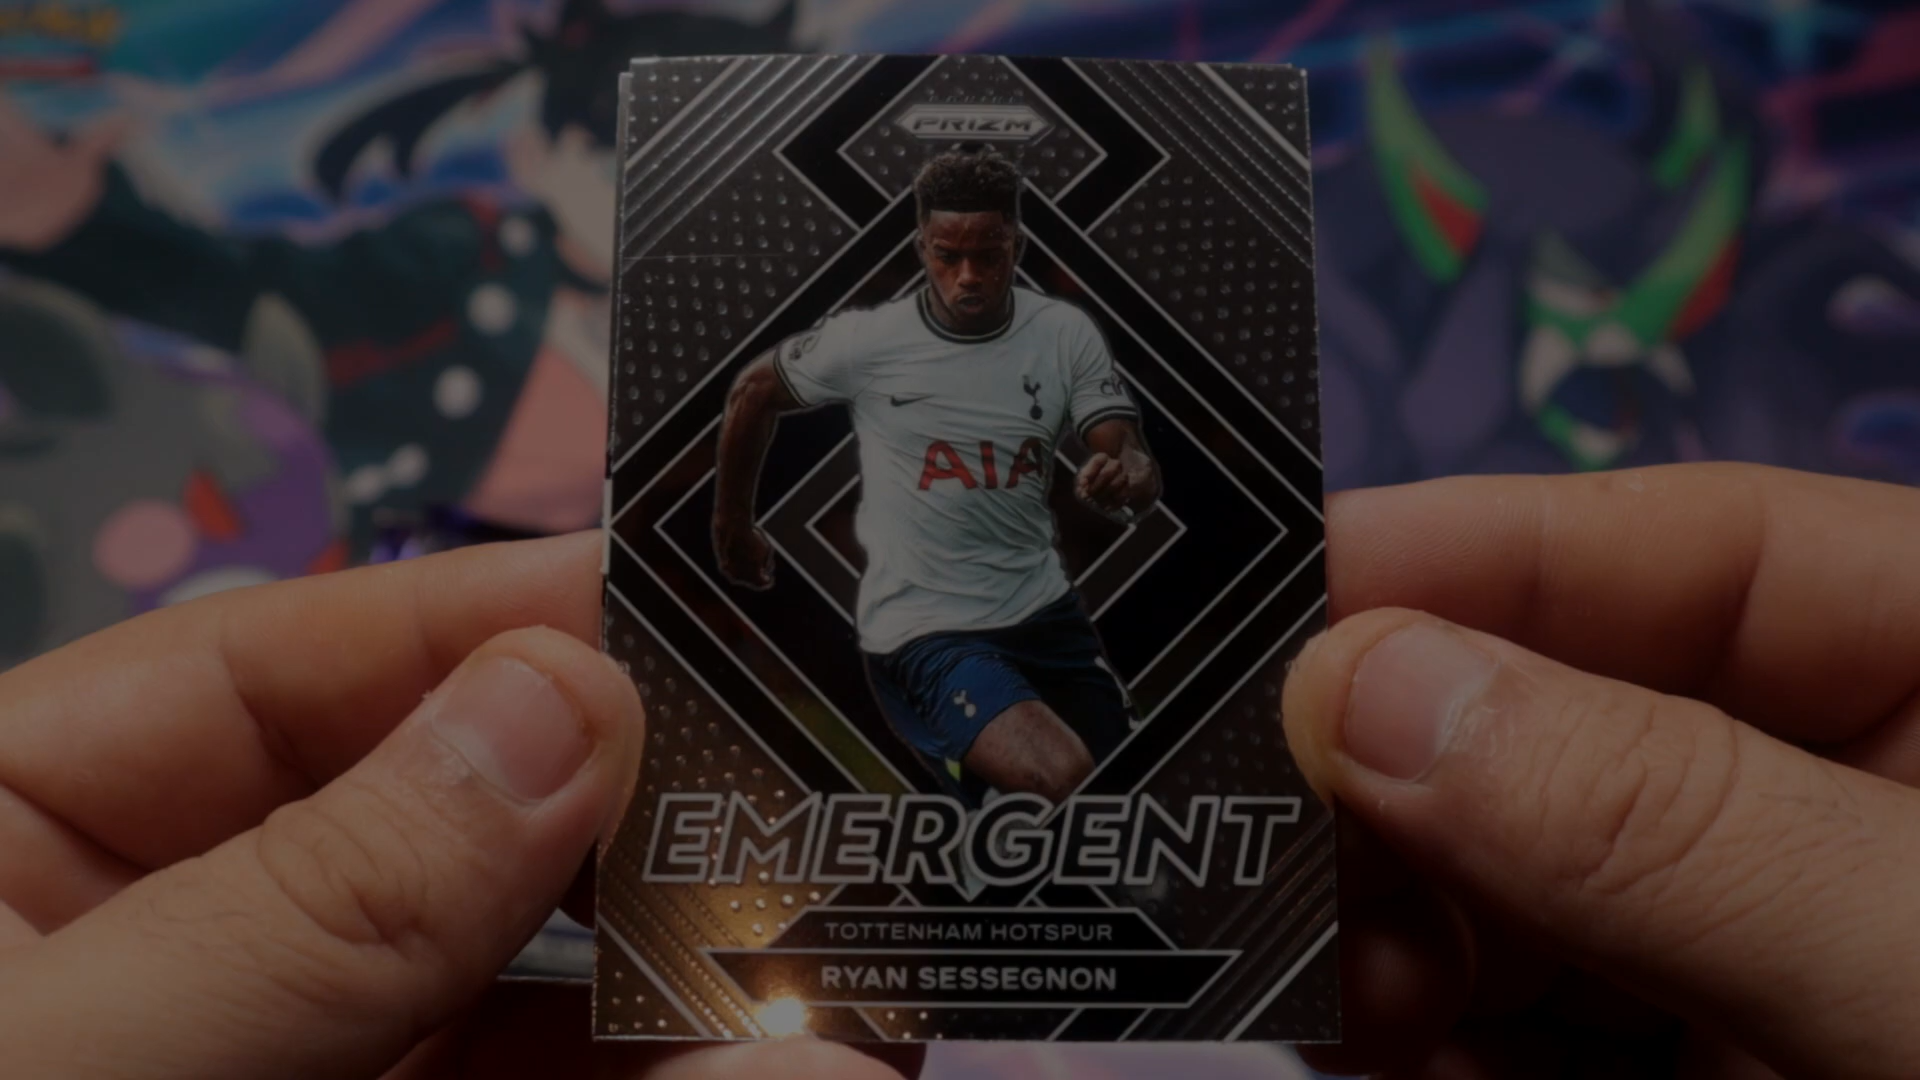 PRIZM
AIA
EMERGENT
TOTTENHAM HOTSPUR
RYAN SESSEGNON